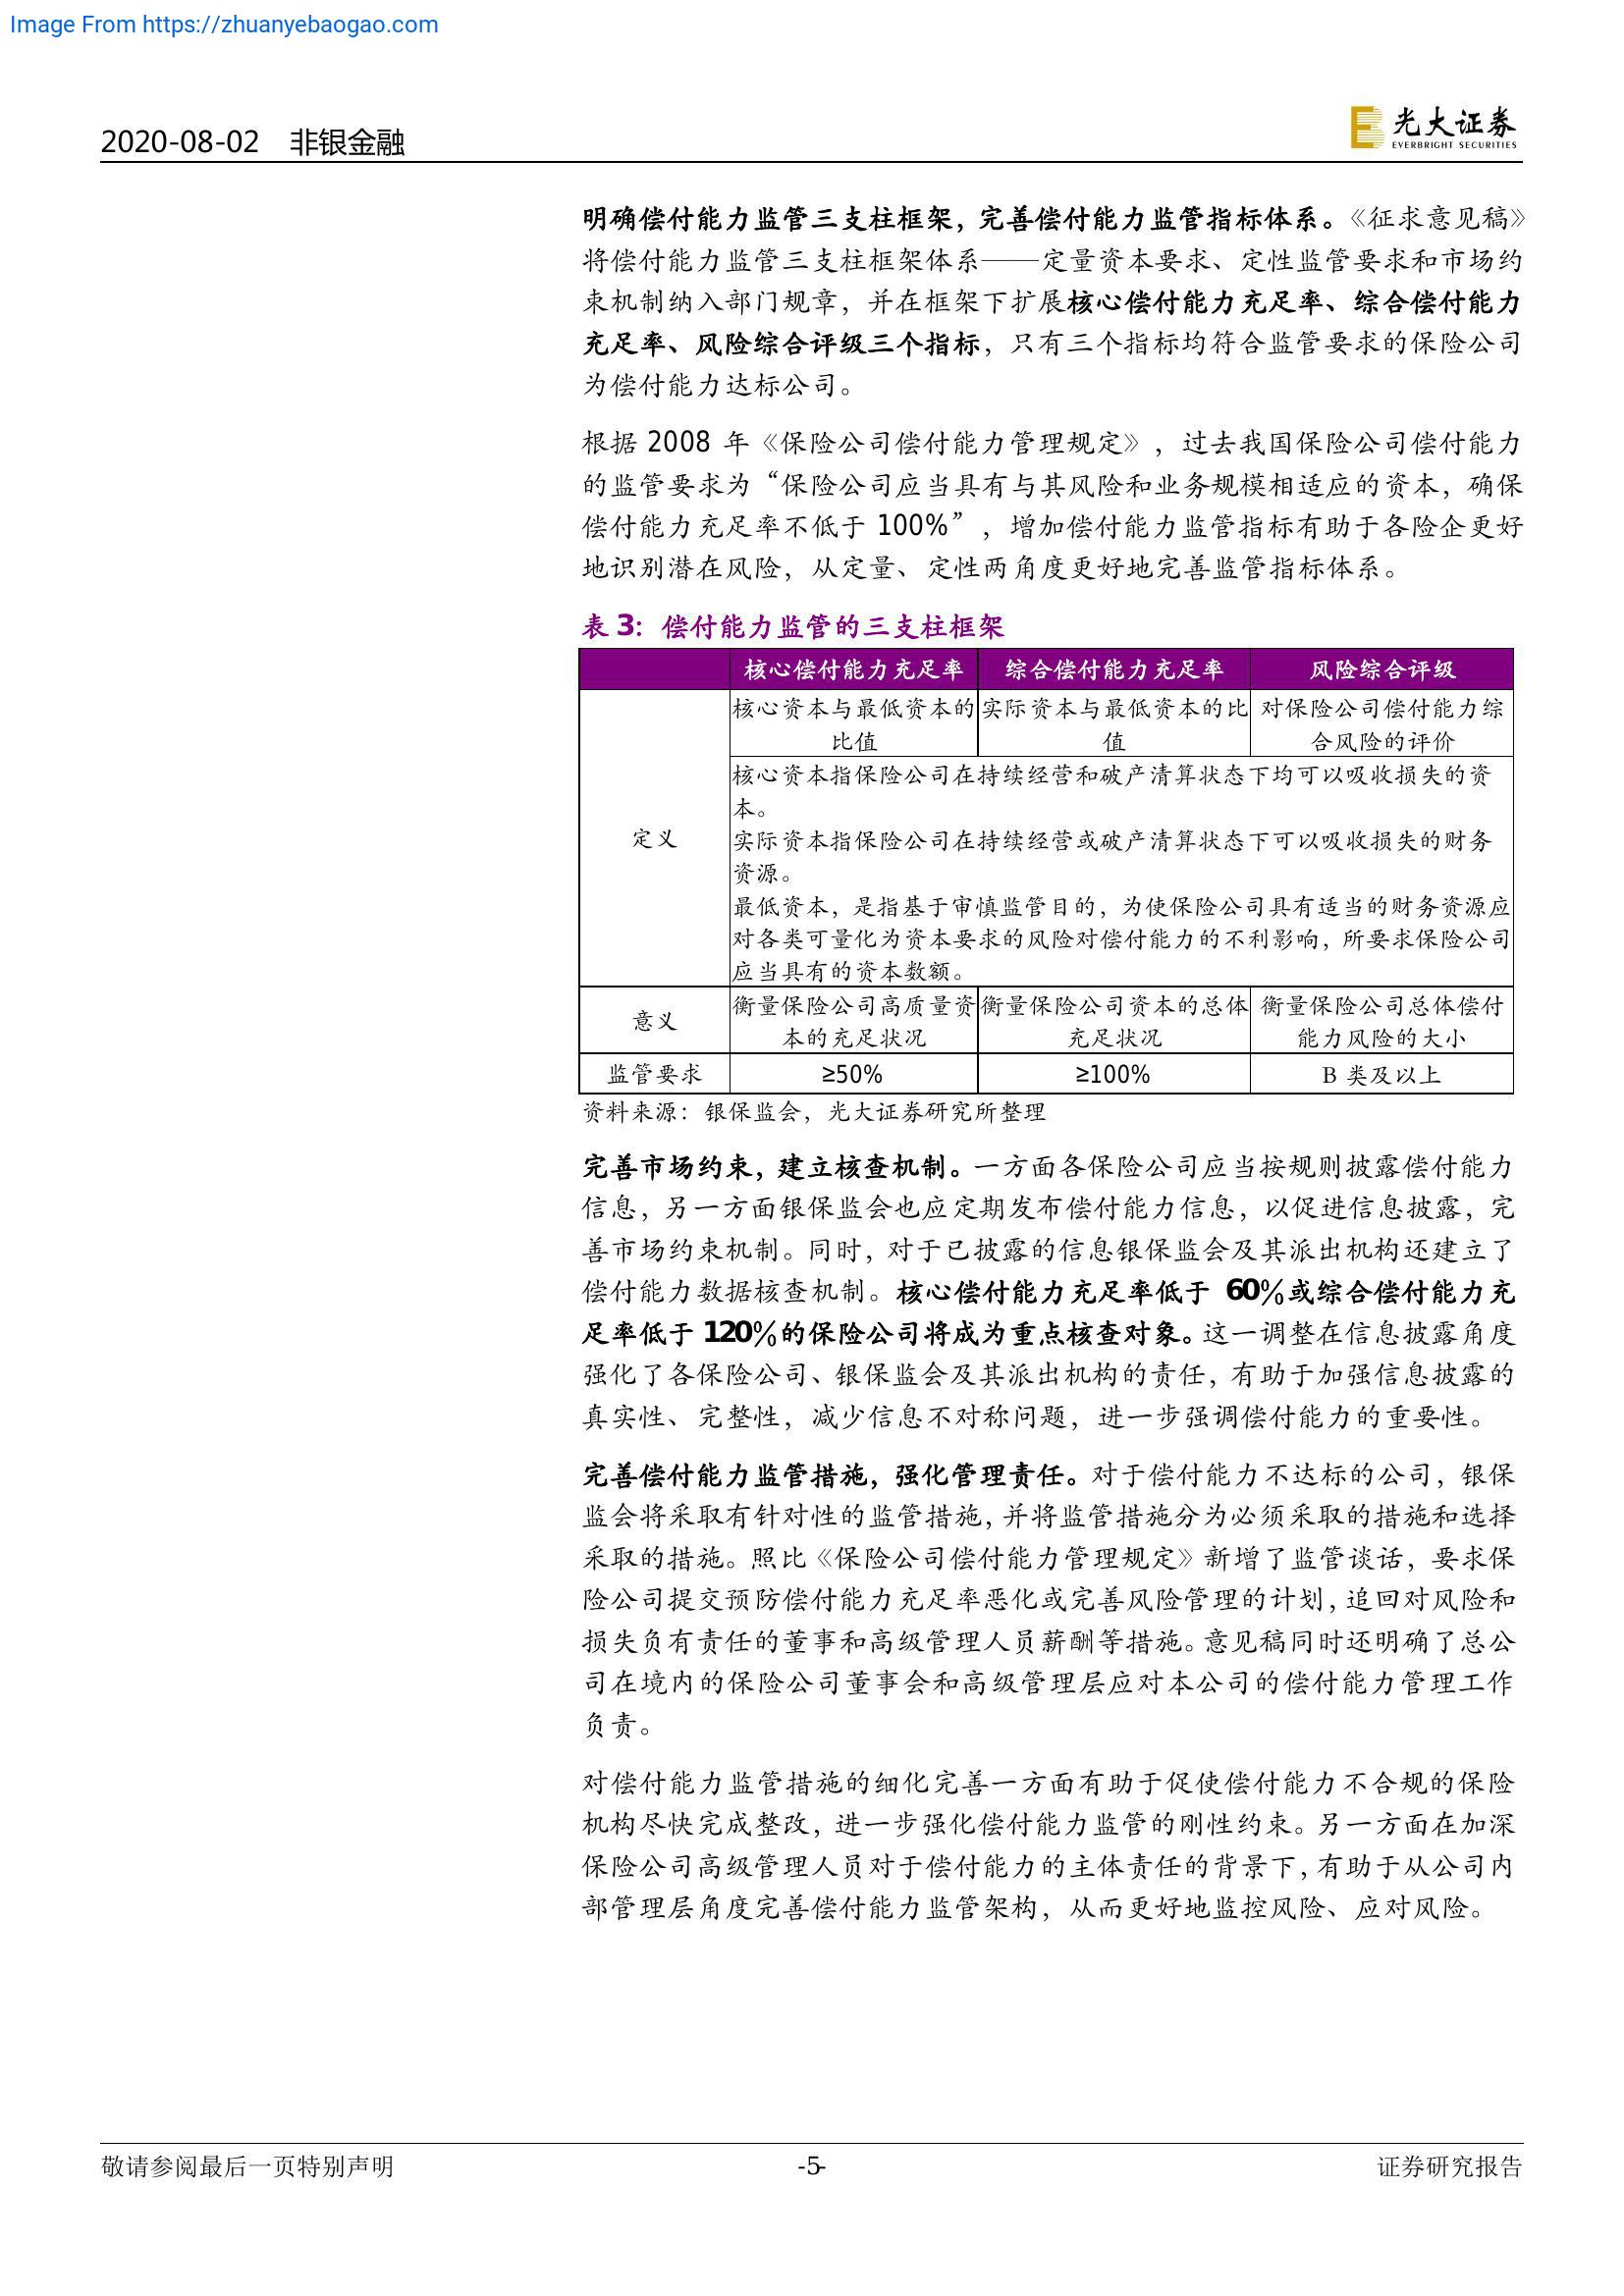 Image From https://zhuanyebaogao.com
2020-08-02 非银金融
光大证券
EVERBRIGHT SECURITIES
明确偿付能力监管三支柱框架，完善偿付能力监管指标体系。《征求意见稿》
将偿付能力监管三支柱框架体系——定量资本要求、定性监管要求和市场约
束机制纳入部门规章，并在框架下扩展核心偿付能力充足率、综合偿付能力
充足率、风险综合评级三个指标，只有三个指标均符合监管要求的保险公司
为偿付能力达标公司。
根据 2008 年《保险公司偿付能力管理规定》，过去我国保险公司偿付能力
的监管要求为“保险公司应当具有与其风险和业务规模相适应的资本，确保
偿付能力充足率不低于 100%”，增加偿付能力监管指标有助于各险企更好
地识别潜在风险，从定量、定性两角度更好地完善监管指标体系。
表 3：偿付能力监管的三支柱框架
核心偿付能力充足率 综合偿付能力充足率 风险综合评级
核心资本与最低资本的 实际资本与最低资本的比 对保险公司偿付能力综
比值 值 合风险的评价
核心资本指保险公司在持续经营和破产清算状态下均可以吸收损失的资
本。
定义 实际资本指保险公司在持续经营或破产清算状态下可以吸收损失的财务
资源。
最低资本，是指基于审慎监管目的，为使保险公司具有适当的财务资源应
对各类可量化为资本要求的风险对偿付能力的不利影响，所要求保险公司
应当具有的资本数额。
意义 衡量保险公司高质量资 衡量保险公司资本的总体 衡量保险公司总体偿付
本的充足状况 充足状况 能力风险的大小
监管要求 ≥50% ≥100% B 类及以上
资料来源：银保监会，光大证券研究所整理
完善市场约束，建立核查机制。一方面各保险公司应当按规则披露偿付能力
信息，另一方面银保监会也应定期发布偿付能力信息，以促进信息披露，完
善市场约束机制。同时，对于已披露的信息银保监会及其派出机构还建立了
偿付能力数据核查机制。核心偿付能力充足率低于 60%或综合偿付能力充
足率低于 120%的保险公司将成为重点核查对象。这一调整在信息披露角度
强化了各保险公司、银保监会及其派出机构的责任，有助于加强信息披露的
真实性、完整性，减少信息不对称问题，进一步强调偿付能力的重要性。
完善偿付能力监管措施，强化管理责任。对于偿付能力不达标的公司，银保
监会将采取有针对性的监管措施，并将监管措施分为必须采取的措施和选择
采取的措施。照比《保险公司偿付能力管理规定》新增了监管谈话，要求保
险公司提交预防偿付能力充足率恶化或完善风险管理的计划，追回对风险和
损失负有责任的董事和高级管理人员薪酬等措施。意见稿同时还明确了总公
司在境内的保险公司董事会和高级管理层应对本公司的偿付能力管理工作
负责。
对偿付能力监管措施的细化完善一方面有助于促使偿付能力不合规的保险
机构尽快完成整改，进一步强化偿付能力监管的刚性约束。另一方面在加深
保险公司高级管理人员对于偿付能力的主体责任的背景下，有助于从公司内
部管理层角度完善偿付能力监管架构，从而更好地监控风险、应对风险。
敬请参阅最后一页特别声明 -5- 证券研究报告